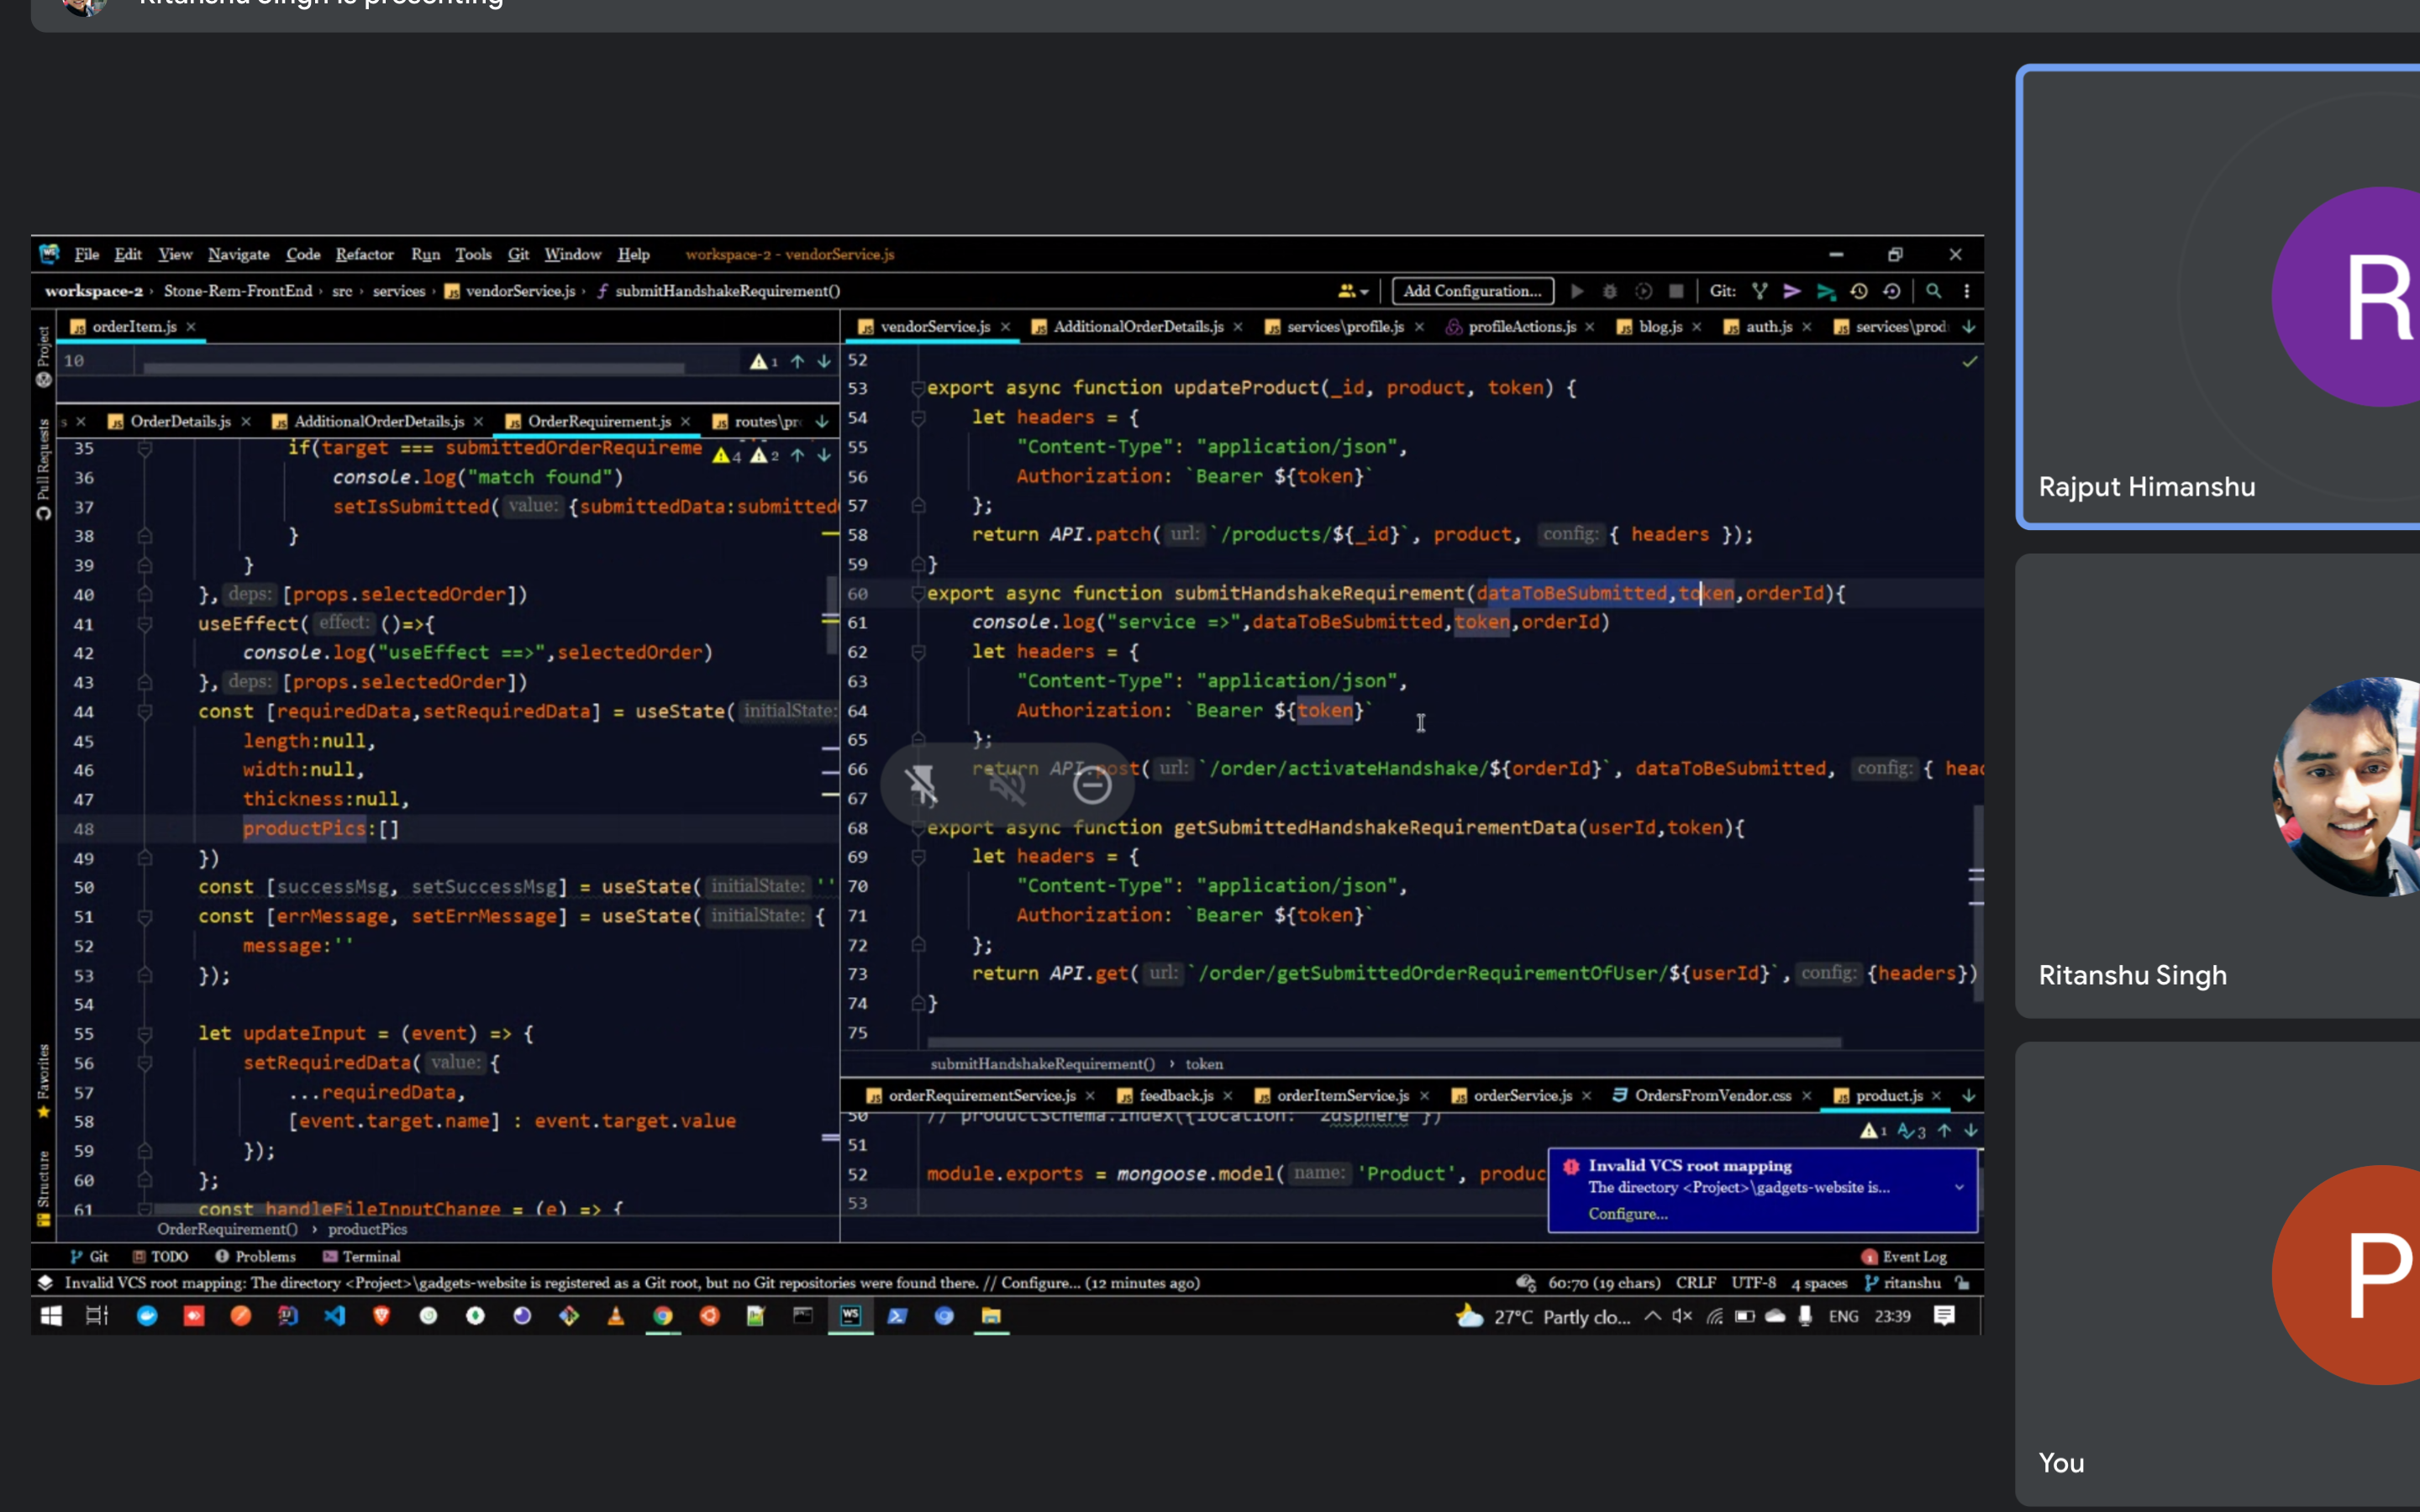 Ritanshu Singh is presenting
File Edit View Navigate Code Refactor Run Tools Git Window Help workspace-2 - vendorService.js
workspace-2 › Stone-Rem-FrontEnd › src › services › vendorService.js › submitHandshakeRequirement()
Add Configuration... Git:
Project
Pull Requests
Favorites
Structure
orderItem.js
10
1
OrderDetails.js AdditionalOrderDetails.js OrderRequirement.js
4 2
35 if(target === submittedOrderRequireme
36 console.log("match found")
37 setIsSubmitted( value: {submittedData:submitted
38 }
39 }
40 }, deps: [props.selectedOrder])
41 useEffect( effect: ()=>{
42 console.log("useEffect ==>",selectedOrder)
43 }, deps: [props.selectedOrder])
44 const [requiredData,setRequiredData] = useState( initialState:
45 length:null,
46 width:null,
47 thickness:null,
48 productPics:[]
49 })
50 const [successMsg, setSuccessMsg] = useState( initialState: ''
51 const [errMessage, setErrMessage] = useState( initialState: {
52 message:''
53 });
54
55 let updateInput = (event) => {
56 setRequiredData( value: {
57 ...requiredData,
58 [event.target.name] : event.target.value
59 });
60 };
61 const handleFileInputChange = (e) => {
OrderRequirement() › productPics
vendorService.js AdditionalOrderDetails.js services\profile.js profileActions.js blog.js auth.js services\prod
52
53 export async function updateProduct(_id, product, token) {
54 let headers = {
55 "Content-Type": "application/json",
56 Authorization: `Bearer ${token}`
57 };
58 return API.patch( url: `/products/${_id}`, product, config: { headers });
59 }
60 export async function submitHandshakeRequirement(dataToBeSubmitted,token,orderId){
61 console.log("service =>",dataToBeSubmitted,token,orderId)
62 let headers = {
63 "Content-Type": "application/json",
64 Authorization: `Bearer ${token}`
65 };
66 return API.post( url: `/order/activateHandshake/${orderId}`, dataToBeSubmitted, config: { head
67 }
68 export async function getSubmittedHandshakeRequirementData(userId,token){
69 let headers = {
70 "Content-Type": "application/json",
71 Authorization: `Bearer ${token}`
72 };
73 return API.get( url: `/order/getSubmittedOrderRequirementOfUser/${userId}`, config: {headers})
74 }
75
submitHandshakeRequirement() › token
orderRequirementService.js feedback.js orderItemService.js orderService.js OrdersFromVendor.css product.js
1 3
50 // productSchema.index({location: "2dsphere"})
51
52 module.exports = mongoose.model( name: 'Product', produc
53
Invalid VCS root mapping
The directory <Project>\gadgets-website is...
Configure...
Git TODO Problems Terminal
1 Event Log
Invalid VCS root mapping: The directory <Project>\gadgets-website is registered as a Git root, but no Git repositories were found there. // Configure... (12 minutes ago)
60:70 (19 chars) CRLF UTF-8 4 spaces ritanshu
WS
27°C Partly clo... ENG 23:39
R
Rajput Himanshu
Ritanshu Singh
P
You